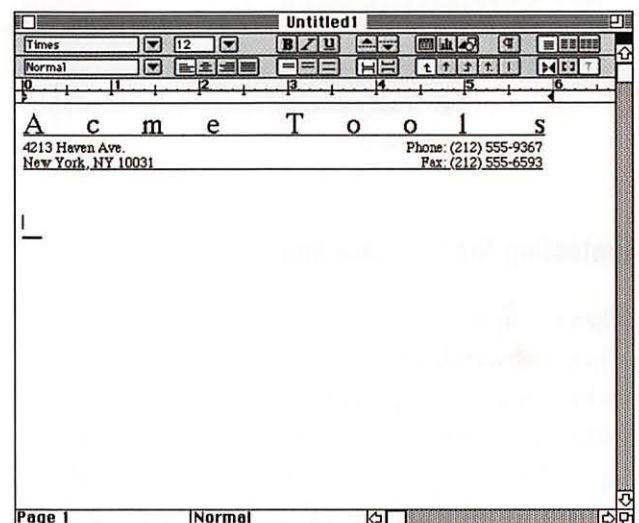 Untitled1
Times 12 B I U ¶
Normal
0 1 2 3 4 5 6
A c m e T o o l s
4213 Haven Ave. Phone: (212) 555-9367
New York, NY 10031 Fax: (212) 555-6593
Page 1 Normal